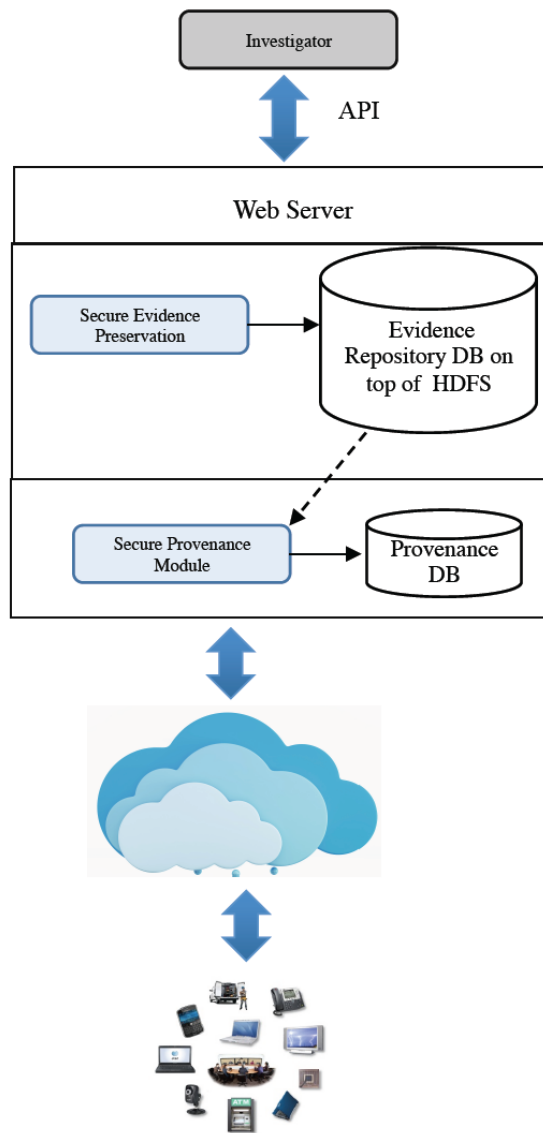 Investigator
API
Web Server
Secure Evidence
Preservation
Evidence
Repository DB on
top of HDFS
Secure Provenance
Module
Provenance
DB
ATM